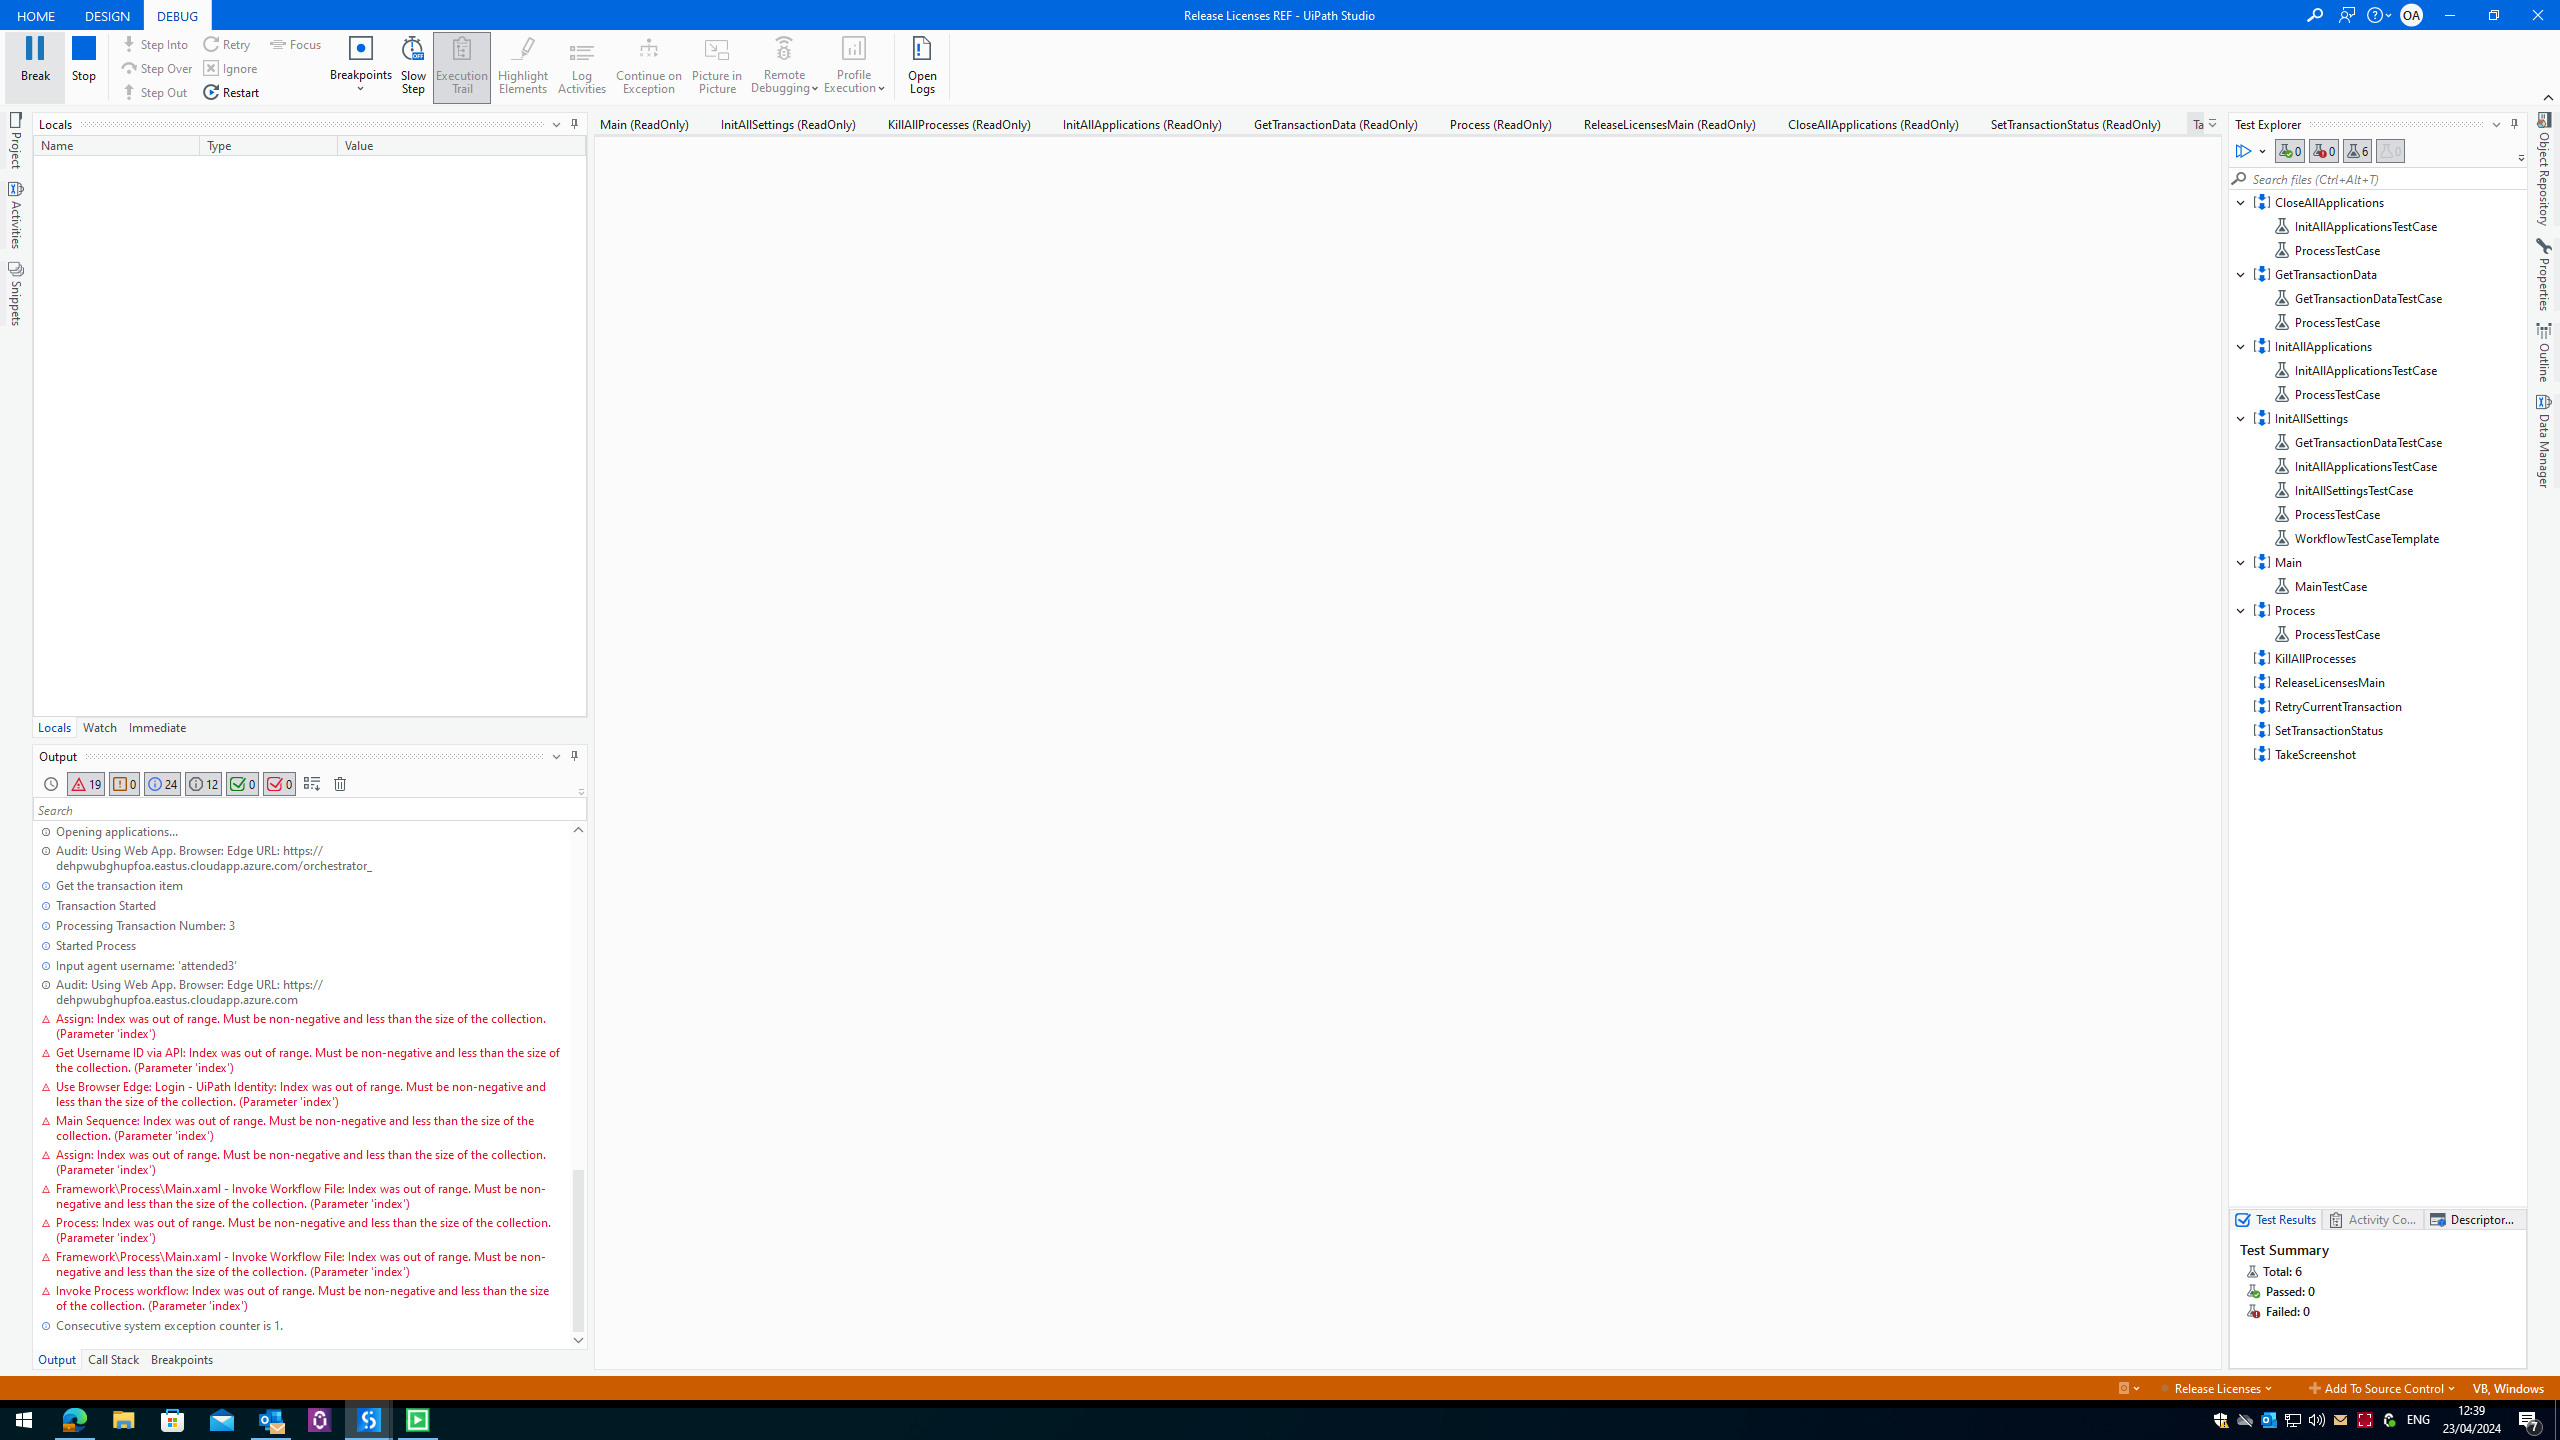 HOME DESIGN DEBUG Release Licenses REF - UiPath Studio OA
Break Stop Step Into Retry Focus Breakpoints Slow Step Execution Trail Highlight Elements Log Activities Continue on Exception Picture in Picture Remote Debugging Profile Execution Open Logs
Step Over Ignore
Step Out Restart
Project
Activities
Snippets
Locals
Name Type Value
Locals Watch Immediate
Output
19 0 24 12 0 0
Search
Opening applications...
Audit: Using Web App. Browser: Edge URL: https://
dehpwubghupfoa.eastus.cloudapp.azure.com/orchestrator_
Get the transaction item
Transaction Started
Processing Transaction Number: 3
Started Process
Input agent username: 'attended3'
Audit: Using Web App. Browser: Edge URL: https://
dehpwubghupfoa.eastus.cloudapp.azure.com
Assign: Index was out of range. Must be non-negative and less than the size of the collection.
(Parameter 'index')
Get Username ID via API: Index was out of range. Must be non-negative and less than the size of
the collection. (Parameter 'index')
Use Browser Edge: Login - UiPath Identity: Index was out of range. Must be non-negative and
less than the size of the collection. (Parameter 'index')
Main Sequence: Index was out of range. Must be non-negative and less than the size of the
collection. (Parameter 'index')
Assign: Index was out of range. Must be non-negative and less than the size of the collection.
(Parameter 'index')
Framework\Process\Main.xaml - Invoke Workflow File: Index was out of range. Must be non-
negative and less than the size of the collection. (Parameter 'index')
Process: Index was out of range. Must be non-negative and less than the size of the collection.
(Parameter 'index')
Framework\Process\Main.xaml - Invoke Workflow File: Index was out of range. Must be non-
negative and less than the size of the collection. (Parameter 'index')
Invoke Process workflow: Index was out of range. Must be non-negative and less than the size
of the collection. (Parameter 'index')
Consecutive system exception counter is 1.
Output Call Stack Breakpoints
Main (ReadOnly) InitAllSettings (ReadOnly) KillAllProcesses (ReadOnly) InitAllApplications (ReadOnly) GetTransactionData (ReadOnly) Process (ReadOnly) ReleaseLicensesMain (ReadOnly) CloseAllApplications (ReadOnly) SetTransactionStatus (ReadOnly) Ta
Test Explorer
0 0 6 0
Search files (Ctrl+Alt+T)
CloseAllApplications
InitAllApplicationsTestCase
ProcessTestCase
GetTransactionData
GetTransactionDataTestCase
ProcessTestCase
InitAllApplications
InitAllApplicationsTestCase
ProcessTestCase
InitAllSettings
GetTransactionDataTestCase
InitAllApplicationsTestCase
InitAllSettingsTestCase
ProcessTestCase
WorkflowTestCaseTemplate
Main
MainTestCase
Process
ProcessTestCase
KillAllProcesses
ReleaseLicensesMain
RetryCurrentTransaction
SetTransactionStatus
TakeScreenshot
Test Results Activity Co... Descriptor...
Test Summary
Total: 6
Passed: 0
Failed: 0
Object Repository
Properties
Outline
Data Manager
Release Licenses Add To Source Control VB, Windows
ENG 12:39
23/04/2024 7